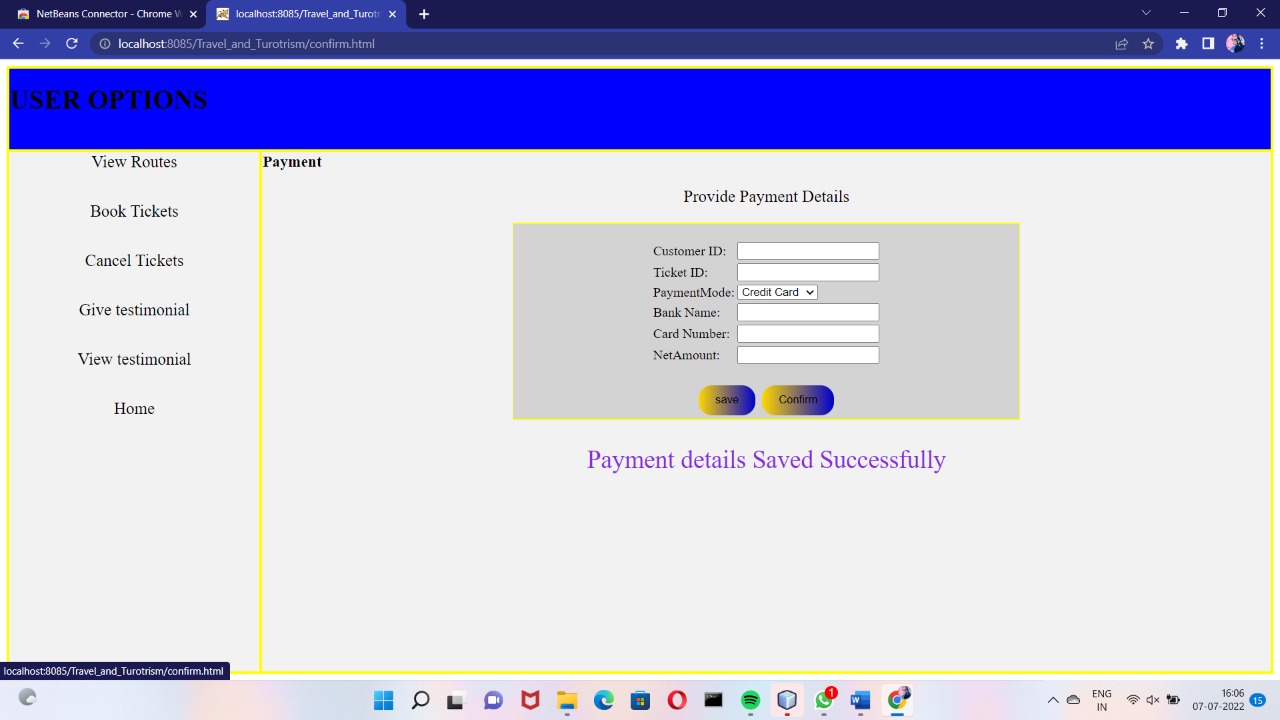 NetBeans Connector - Chrome W
localhost:8085/Travel_and_Turotr
localhost:8085/Travel_and_Turotrism/confirm.html
USER OPTIONS
View Routes
Book Tickets
Cancel Tickets
Give testimonial
View testimonial
Home
Payment
Provide Payment Details
Customer ID:
Ticket ID:
PaymentMode: Credit Card
Bank Name:
Card Number:
NetAmount:
save Confirm
Payment details Saved Successfully
localhost:8085/Travel_and_Turotrism/confirm.html
1
ENG
IN
16:06
07-07-2022
15